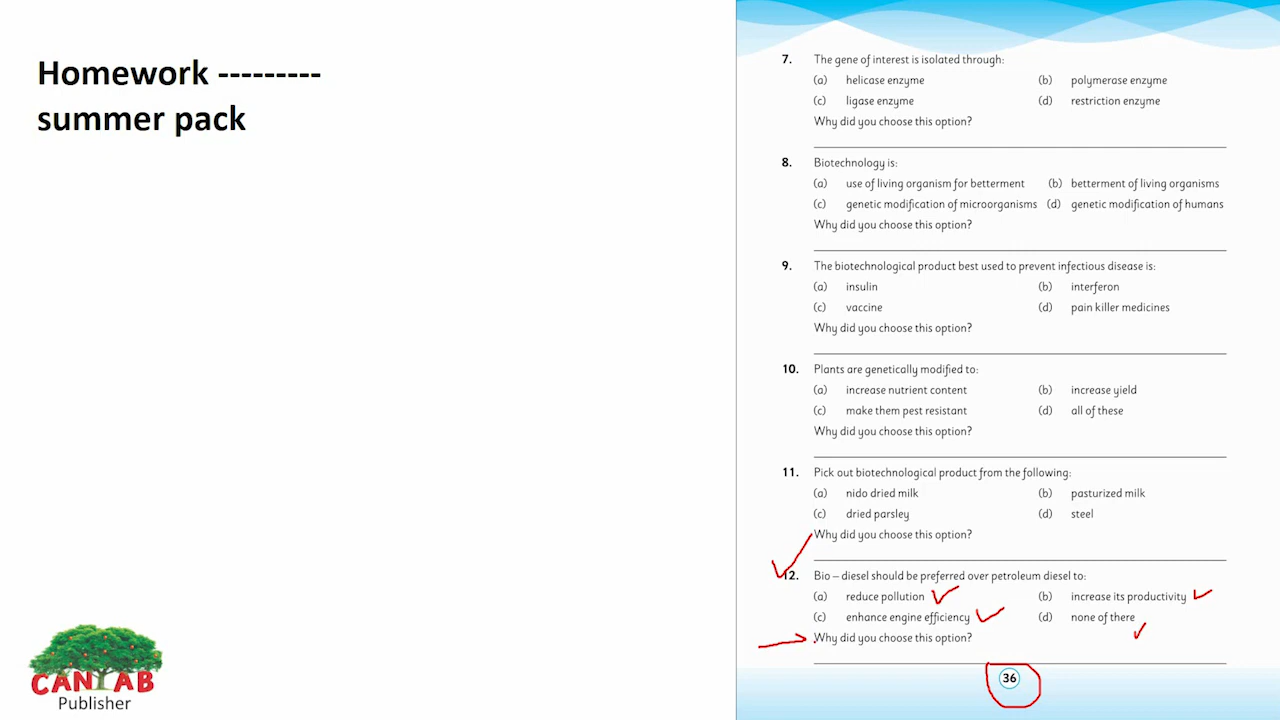 Homework ---------
summer pack
7. The gene of interest is isolated through:
(a) helicase enzyme (b) polymerase enzyme
(c) ligase enzyme (d) restriction enzyme
Why did you choose this option?
8. Biotechnology is:
(a) use of living organism for betterment (b) betterment of living organisms
(c) genetic modification of microorganisms (d) genetic modification of humans
Why did you choose this option?
9. The biotechnological product best used to prevent infectious disease is:
(a) insulin (b) interferon
(c) vaccine (d) pain killer medicines
Why did you choose this option?
10. Plants are genetically modified to:
(a) increase nutrient content (b) increase yield
(c) make them pest resistant (d) all of these
Why did you choose this option?
11. Pick out biotechnological product from the following:
(a) nido dried milk (b) pasturized milk
(c) dried parsley (d) steel
Why did you choose this option?
12. Bio – diesel should be preferred over petroleum diesel to:
(a) reduce pollution (b) increase its productivity
(c) enhance engine efficiency (d) none of there
Why did you choose this option?
36
CANTAB
Publisher